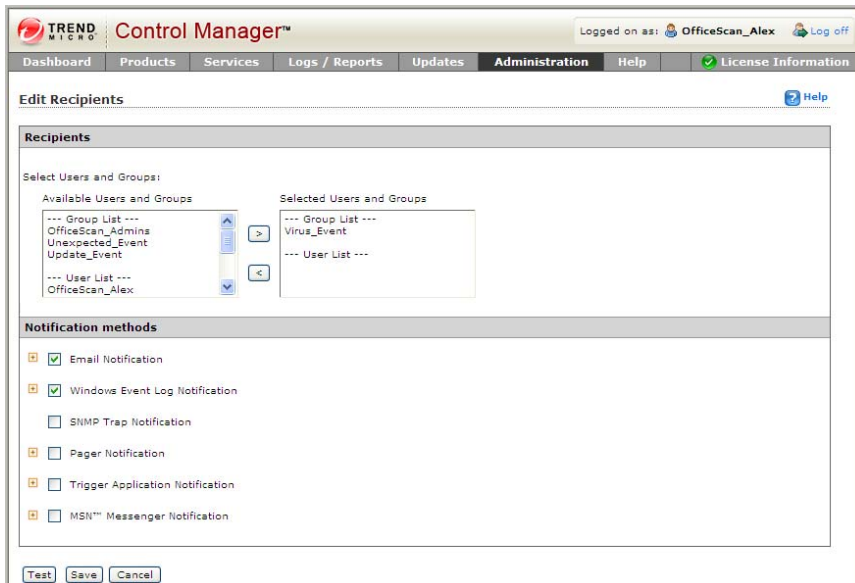 TREND MICRO Control Manager™ Logged on as: OfficeScan_Alex Log off
Dashboard Products Services Logs / Reports Updates Administration Help License Information
Edit Recipients Help
Recipients
Select Users and Groups:
Available Users and Groups Selected Users and Groups
--- Group List --- --- Group List ---
OfficeScan_Admins > Virus_Event
Unexpected_Event
Update_Event --- User List ---
--- User List --- <
OfficeScan_Alex
Notification methods
Email Notification
Windows Event Log Notification
SNMP Trap Notification
Pager Notification
Trigger Application Notification
MSN™ Messenger Notification
Test Save Cancel